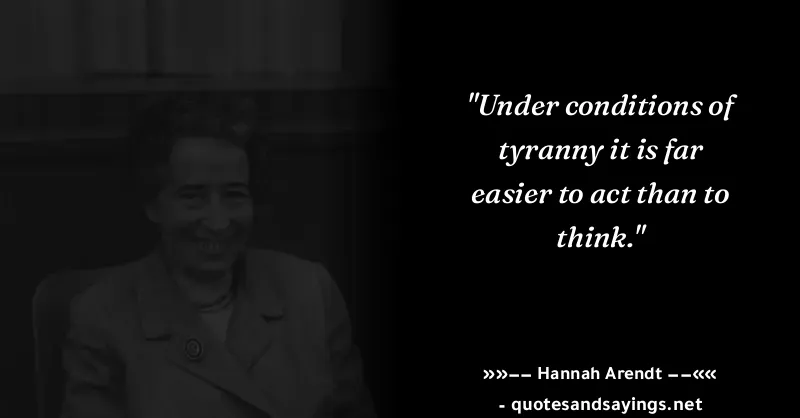 "Under conditions of
tyranny it is far
easier to act than to
think."
»»–– Hannah Arendt ––««
- quotesandsayings.net